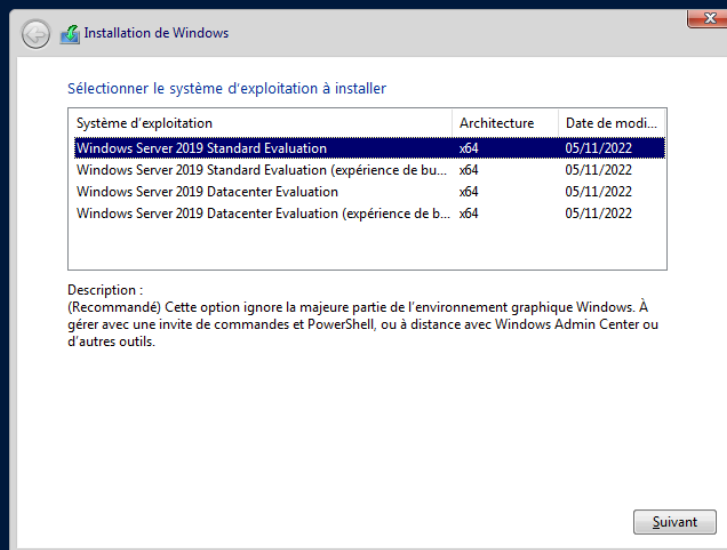 Installation de Windows
Sélectionner le système d'exploitation à installer
Système d'exploitation Architecture Date de modi...
Windows Server 2019 Standard Evaluation x64 05/11/2022
Windows Server 2019 Standard Evaluation (expérience de bu... x64 05/11/2022
Windows Server 2019 Datacenter Evaluation x64 05/11/2022
Windows Server 2019 Datacenter Evaluation (expérience de b... x64 05/11/2022
Description :
(Recommandé) Cette option ignore la majeure partie de l'environnement graphique Windows. À
gérer avec une invite de commandes et PowerShell, ou à distance avec Windows Admin Center ou
d'autres outils.
Suivant